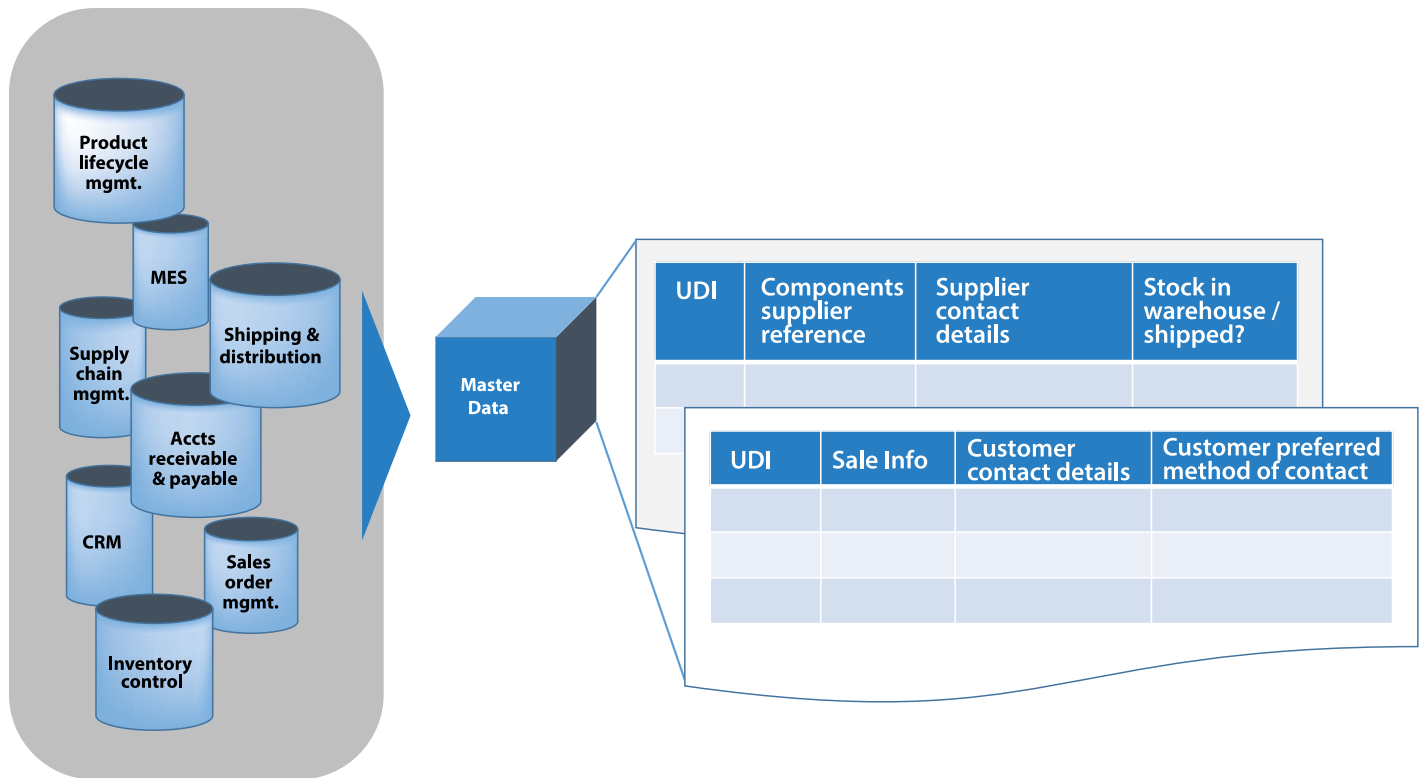 Product
lifecycle
mgmt.
MES
Shipping &
distribution
Supply
chain
mgmt.
Accts
receivable
& payable
CRM
Sales
order
mgmt.
Inventory
control
Master
Data
UDI
Components
supplier
reference
Supplier
contact
details
Stock in
warehouse /
shipped?
UDI
Sale Info
Customer
contact details
Customer preferred
method of contact